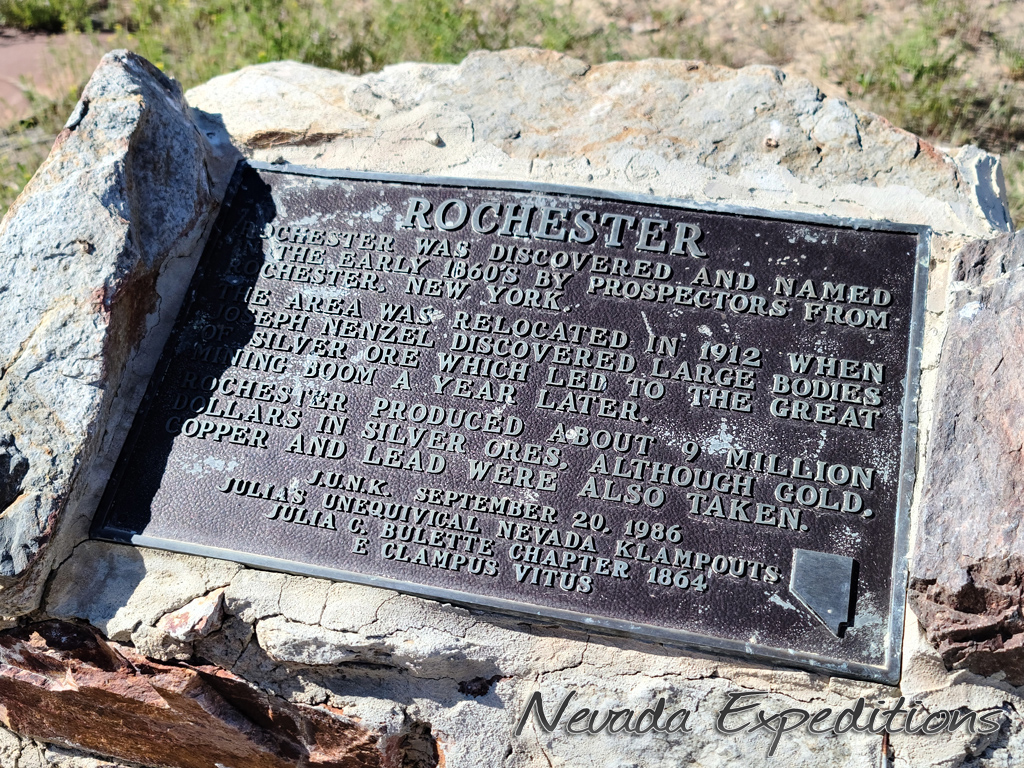 ROCHESTER
ROCHESTER WAS DISCOVERED AND NAMED
THE EARLY 1860'S BY PROSPECTORS FROM
ROCHESTER, NEW YORK.
THE AREA WAS RELOCATED IN 1912 WHEN
JOSEPH NENZEL DISCOVERED LARGE BODIES
OF SILVER ORE WHICH LED TO THE GREAT
MINING BOOM A YEAR LATER.
ROCHESTER PRODUCED ABOUT 9 MILLION
DOLLARS IN SILVER ORES, ALTHOUGH GOLD,
COPPER AND LEAD WERE ALSO TAKEN.
J.U.N.K. SEPTEMBER 20, 1986
JULIA'S UNEQUIVICAL NEVADA KLAMPOUTS
JULIA C. BULETTE CHAPTER 1864
E CLAMPUS VITUS
Nevada Expeditions